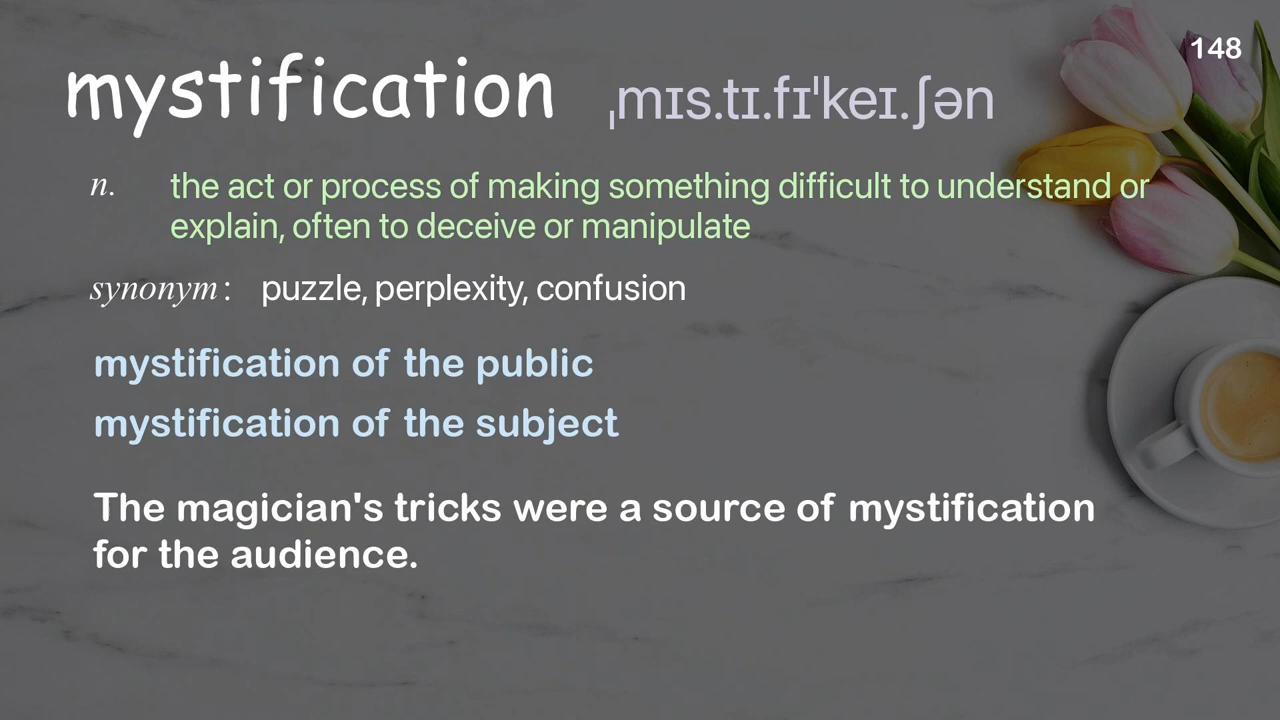 148
mystification ˌmɪs.tɪ.fɪˈkeɪ.ʃən
n. the act or process of making something difficult to understand or
explain, often to deceive or manipulate
synonym: puzzle, perplexity, confusion
mystification of the public
mystification of the subject
The magician's tricks were a source of mystification
for the audience.